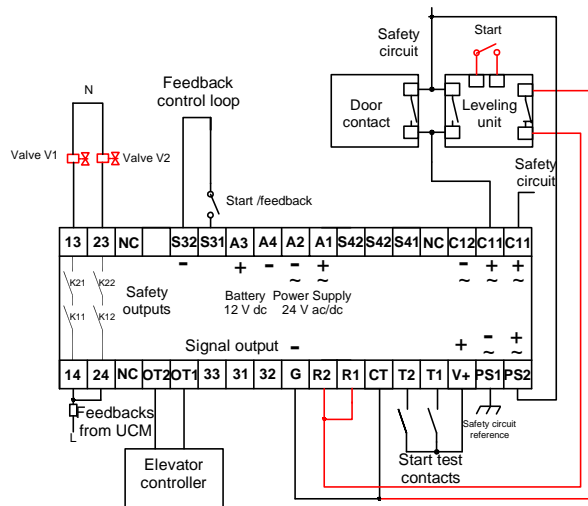 Start
Safety
circuit
N
Feedback
control loop
Door
contact
Leveling
unit
Valve V1
Valve V2
Safety
circuit
Start /feedback
13 23 NC S32 S31 A3 A4 A2 A1 S42 S42 S41 NC C12 C11 C11
- + - - ~ + ~ - ~ + ~ + ~
K21 K22
Safety
outputs
Battery
12 V dc
Power Supply
24 V ac/dc
K11 K12
Signal output - + - ~ + ~
14 24 NC OT2 OT1 33 31 32 G R2 R1 CT T2 T1 V+ PS1 PS2
Feedbacks
from UCM
L
Safety circuit
reference
Start test
contacts
Elevator
controller